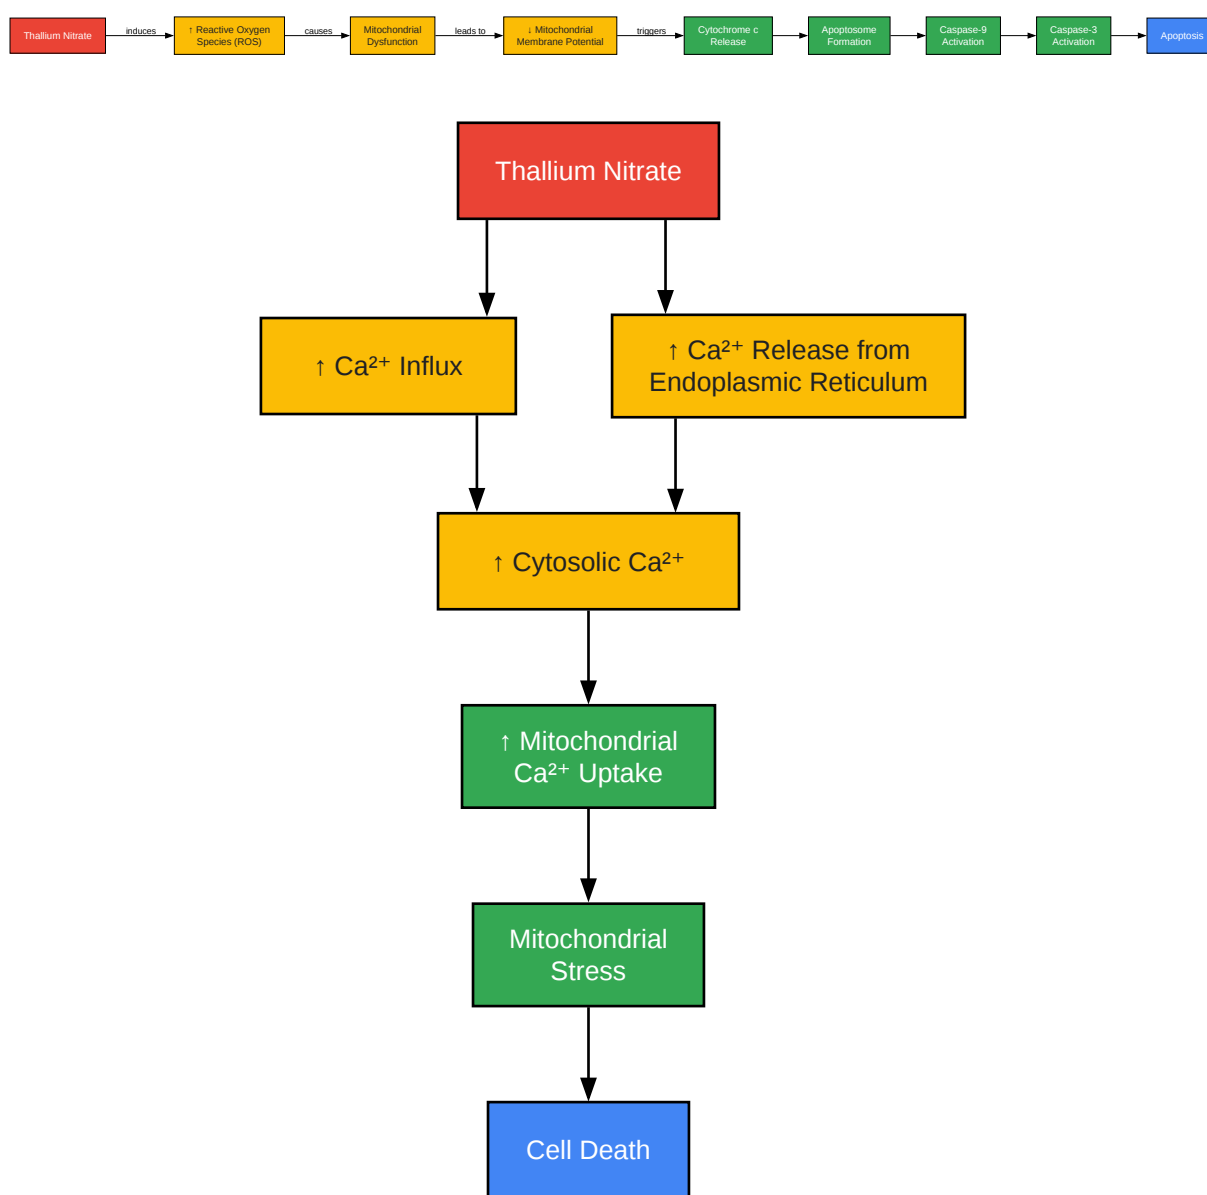 Thallium Nitrate
induces
↑ Reactive Oxygen
Species (ROS)
causes
Mitochondrial
Dysfunction
leads to
↓ Mitochondrial
Membrane Potential
triggers
Cytochrome c
Release
Apoptosome
Formation
Caspase-9
Activation
Caspase-3
Activation
Apoptosis
Thallium Nitrate
↑ Ca²⁺ Influx
↑ Ca²⁺ Release from
Endoplasmic Reticulum
↑ Cytosolic Ca²⁺
↑ Mitochondrial
Ca²⁺ Uptake
Mitochondrial
Stress
Cell Death